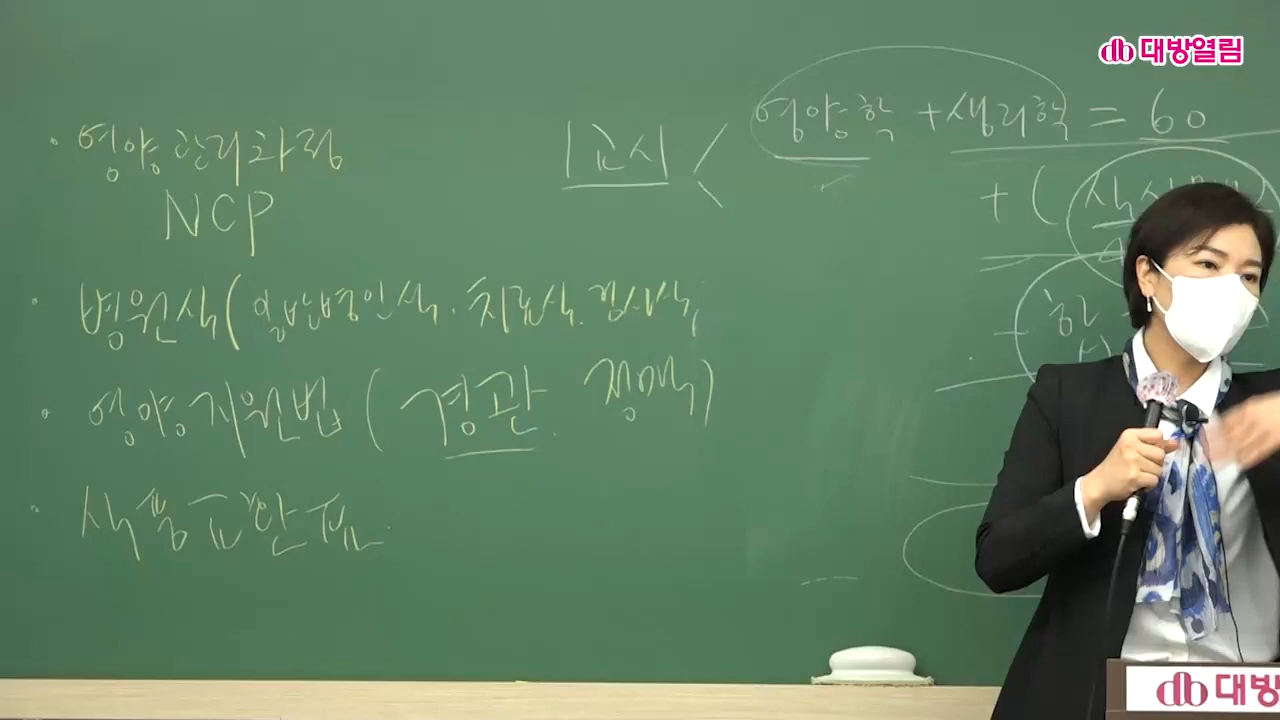 대방열림
· 영양관리과정
NCP
· 병원식(일반병인식·치료식·검사식,
· 영양지원법(경관·정맥)
· 식품교환표.
1교시 < 영양학 + 생리학 = 60
+ (
대방